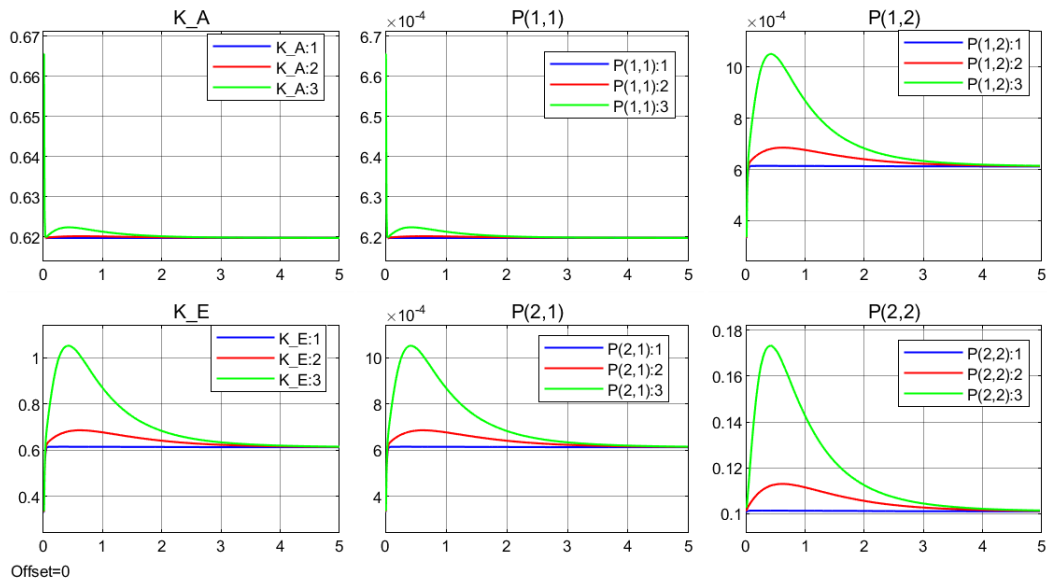 K_A
0.67
0.66
0.65
0.64
0.63
0.62
0 1 2 3 4 5
K_A:1
K_A:2
K_A:3
×10⁻⁴
P(1,1)
6.7
6.6
6.5
6.4
6.3
6.2
0 1 2 3 4 5
P(1,1):1
P(1,1):2
P(1,1):3
×10⁻⁴
P(1,2)
10
8
6
4
0 1 2 3 4 5
P(1,2):1
P(1,2):2
P(1,2):3
K_E
1
0.8
0.6
0.4
0 1 2 3 4 5
K_E:1
K_E:2
K_E:3
×10⁻⁴
P(2,1)
10
8
6
4
0 1 2 3 4 5
P(2,1):1
P(2,1):2
P(2,1):3
P(2,2)
0.18
0.16
0.14
0.12
0.1
0 1 2 3 4 5
P(2,2):1
P(2,2):2
P(2,2):3
Offset=0